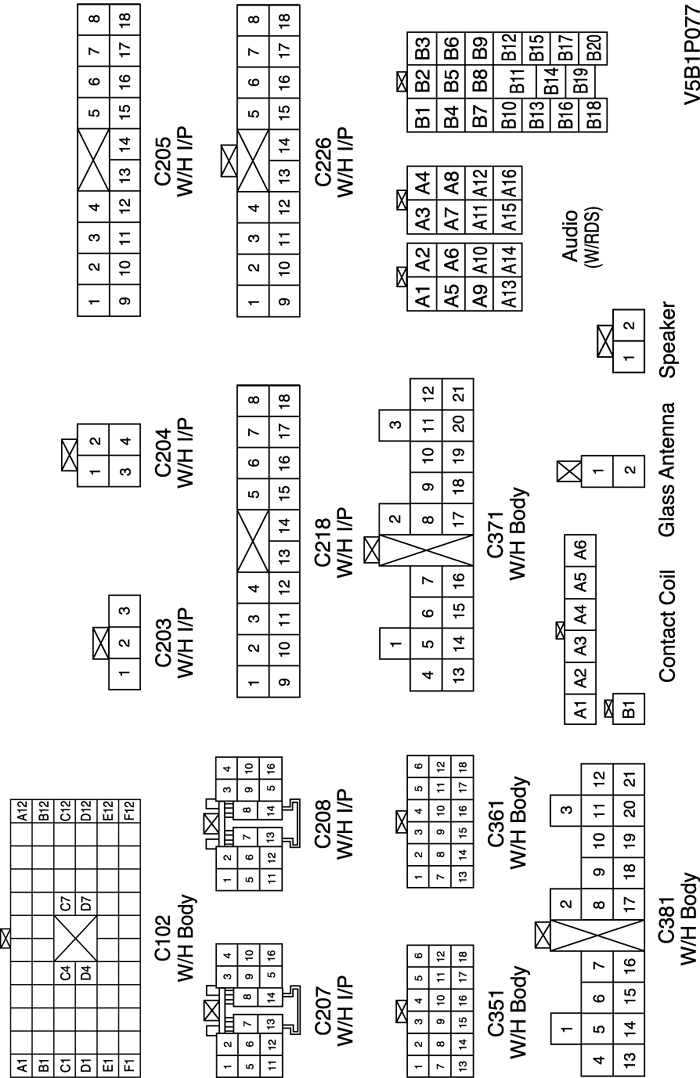 A1 A12
B1 B12
C1 C4 C7 C12
D1 D4 D7 D12
E1 E12
F1 F12
C102
W/H Body
1 2 3
C203
W/H I/P
1 2
3 4
C204
W/H I/P
1 2 3 4 5 6 7 8
9 10 11 12 13 14 15 16 17 18
C205
W/H I/P
1 2 3 4
5 6 7 8 9 10
11 12 13 14 5 16
C207
W/H I/P
1 2 3 4
5 6 7 8 9 10
11 12 13 14 5 16
C208
W/H I/P
1 2 3 4 5 6 7 8
9 10 11 12 13 14 15 16 17 18
C218
W/H I/P
1 2 3 4 5 6 7 8
9 10 11 12 13 14 15 16 17 18
C226
W/H I/P
1 2 3 4 5 6
7 8 9 10 11 12
13 14 15 16 17 18
C351
W/H Body
1 2 3 4 5 6
7 8 9 10 11 12
13 14 15 16 17 18
C361
W/H Body
1 2 3
4 5 6 7 8 9 10 11 12
13 14 15 16 17 18 19 20 21
C371
W/H Body
A1 A2 A3 A4
A5 A6 A7 A8
A9 A10 A11 A12
A13 A14 A15 A16
B1 B2 B3
B4 B5 B6
B7 B8 B9
B10 B11 B12
B13 B14 B15
B16 B17
B18 B19 B20
Audio
(W/RDS)
1 2 3
4 5 6 7 8 9 10 11 12
13 14 15 16 17 18 19 20 21
C381
W/H Body
A1 A2 A3 A4 A5 A6
B1
Contact Coil
1
2
Glass Antenna
1 2
Speaker
V5B1P077